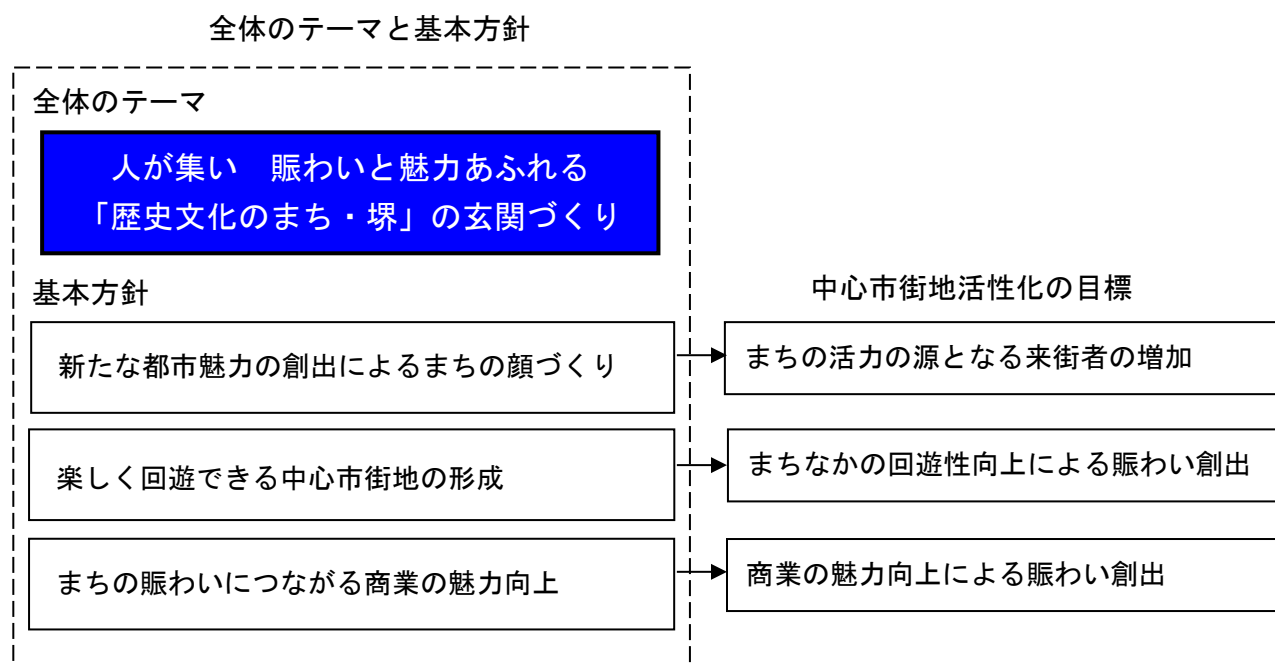 全体のテーマと基本方針
全体のテーマ
人が集い　賑わいと魅力あふれる
「歴史文化のまち・堺」の玄関づくり
基本方針
中心市街地活性化の目標
新たな都市魅力の創出によるまちの顔づくり
まちの活力の源となる来街者の増加
楽しく回遊できる中心市街地の形成
まちなかの回遊性向上による賑わい創出
まちの賑わいにつながる商業の魅力向上
商業の魅力向上による賑わい創出